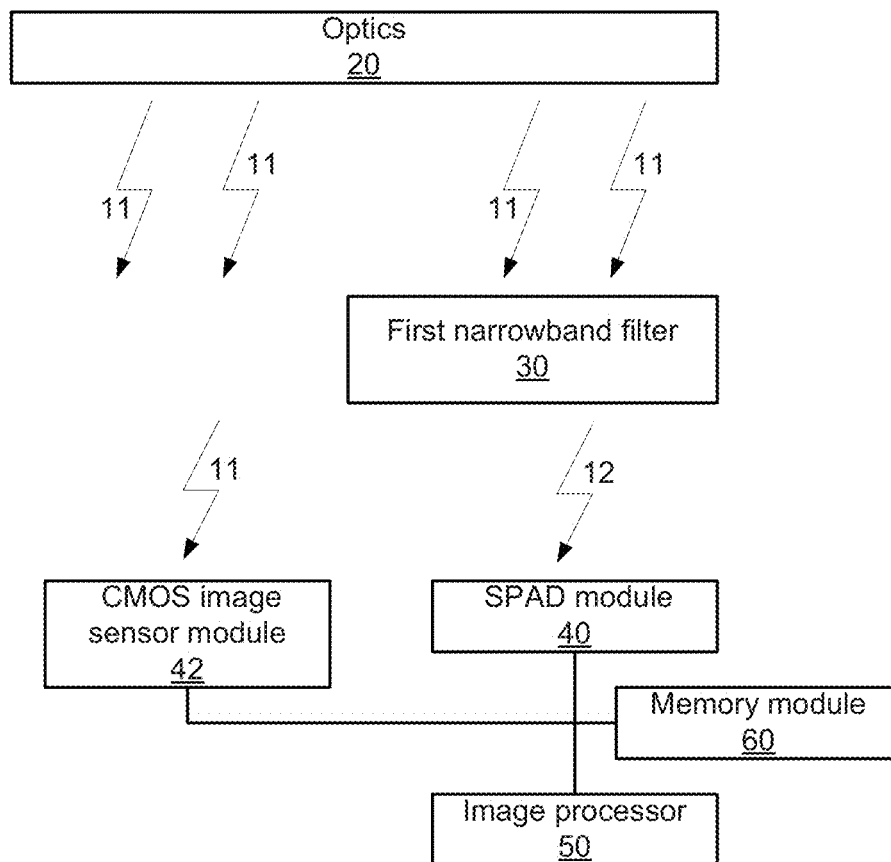 Optics
20
11
11
11
11
First narrowband filter
30
11
12
CMOS image
sensor module
42
SPAD module
40
Memory module
60
Image processor
50